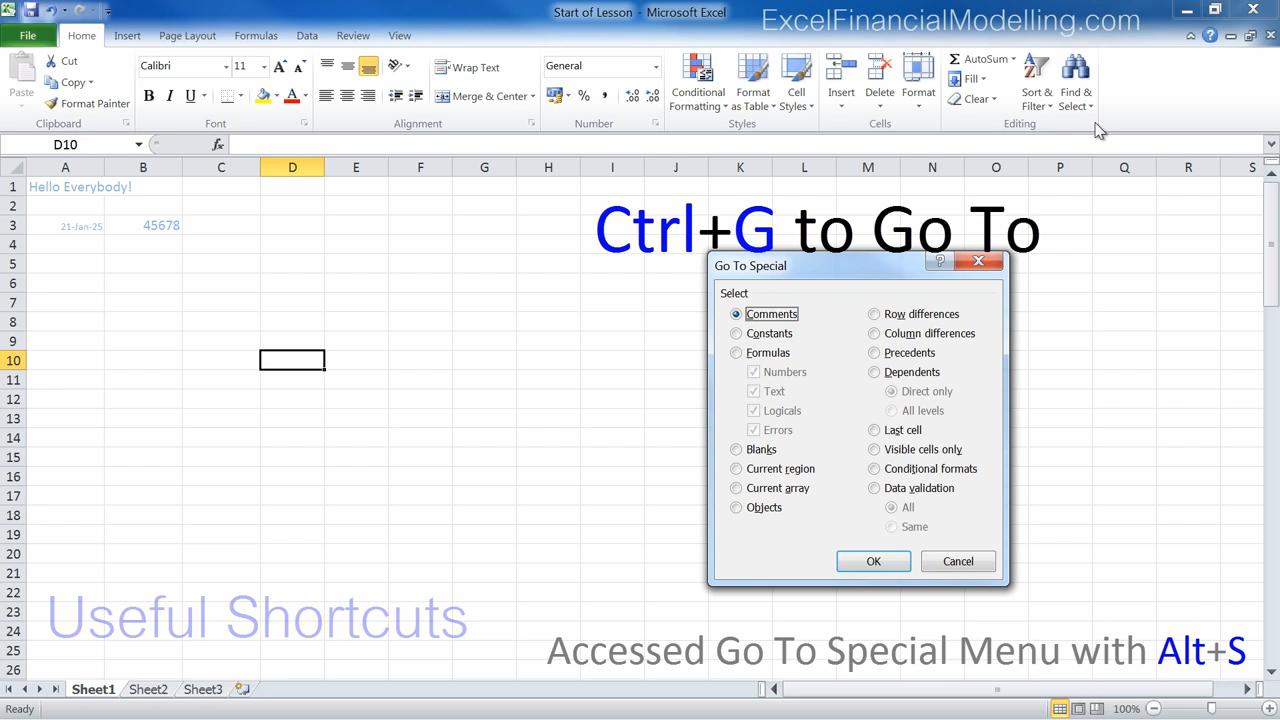 Start of Lesson - Microsoft Excel
ExcelFinancialModelling.com
File Home Insert Page Layout Formulas Data Review View
Paste
Cut
Copy
Format Painter
Clipboard
Calibri 11
B I U
Font
Wrap Text
Merge & Center
Alignment
General
Number
Conditional Formatting
Format as Table
Cell Styles
Styles
Insert Delete Format
Cells
AutoSum
Fill
Clear
Sort & Filter
Find & Select
Editing
D10 fx
A B C D E F G H I J K L M N O P Q R S
1 Hello Everybody!
2
3 21-Jan-25 45678
4
5
6
7
8
9
10
11
12
13
14
15
16
17
18
19
20
21
22
23
24
25
26
Ctrl+G to Go To
Go To Special
Select
Comments
Constants
Formulas
Numbers
Text
Logicals
Errors
Blanks
Current region
Current array
Objects
Row differences
Column differences
Precedents
Dependents
Direct only
All levels
Last cell
Visible cells only
Conditional formats
Data validation
All
Same
OK Cancel
Useful Shortcuts
Accessed Go To Special Menu with Alt+S
Sheet1 Sheet2 Sheet3
Ready 100%